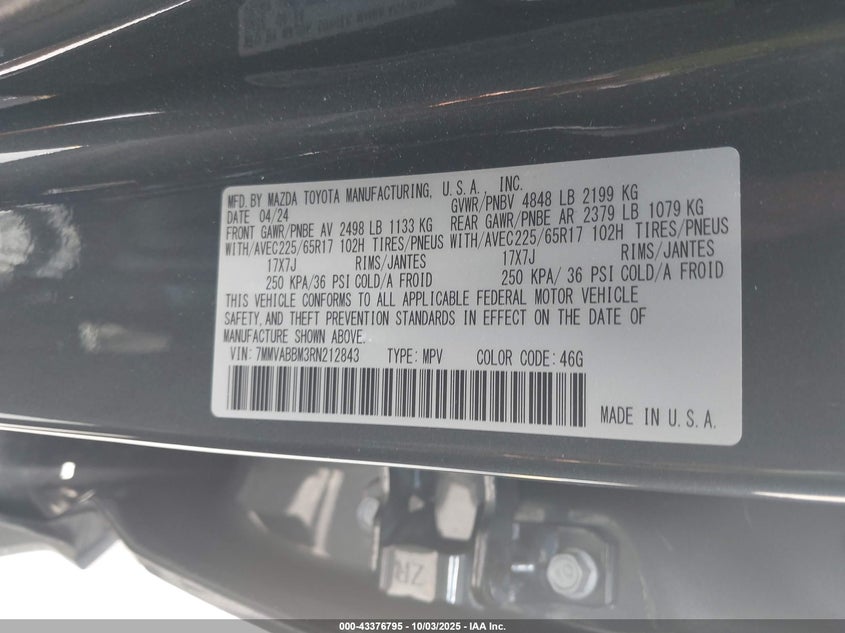 MFD. BY MAZDA TOYOTA MANUFACTURING, U.S.A., INC.
DATE 04/24 GVWR/PNBV 4848 LB 2199 KG
FRONT GAWR/PNBE AV 2498 LB 1133 KG REAR GAWR/PNBE AR 2379 LB 1079 KG
WITH/AVEC225/65R17 102H TIRES/PNEUS WITH/AVEC225/65R17 102H TIRES/PNEUS
17X7J RIMS/JANTES 17X7J RIMS/JANTES
250 KPA/36 PSI COLD/A FROID 250 KPA/ 36 PSI COLD/A FROID
THIS VEHICLE CONFORMS TO ALL APPLICABLE FEDERAL MOTOR VEHICLE
SAFETY, AND THEFT PREVENTION STANDARDS IN EFFECT ON THE DATE OF
MANUFACTURE SHOWN ABOVE.
VIN: 7MMVABBM3RN212843 TYPE: MPV COLOR CODE: 46G
MADE IN U.S.A.
ZR
10
000-43376795 - 10/03/2025 - IAA Inc.